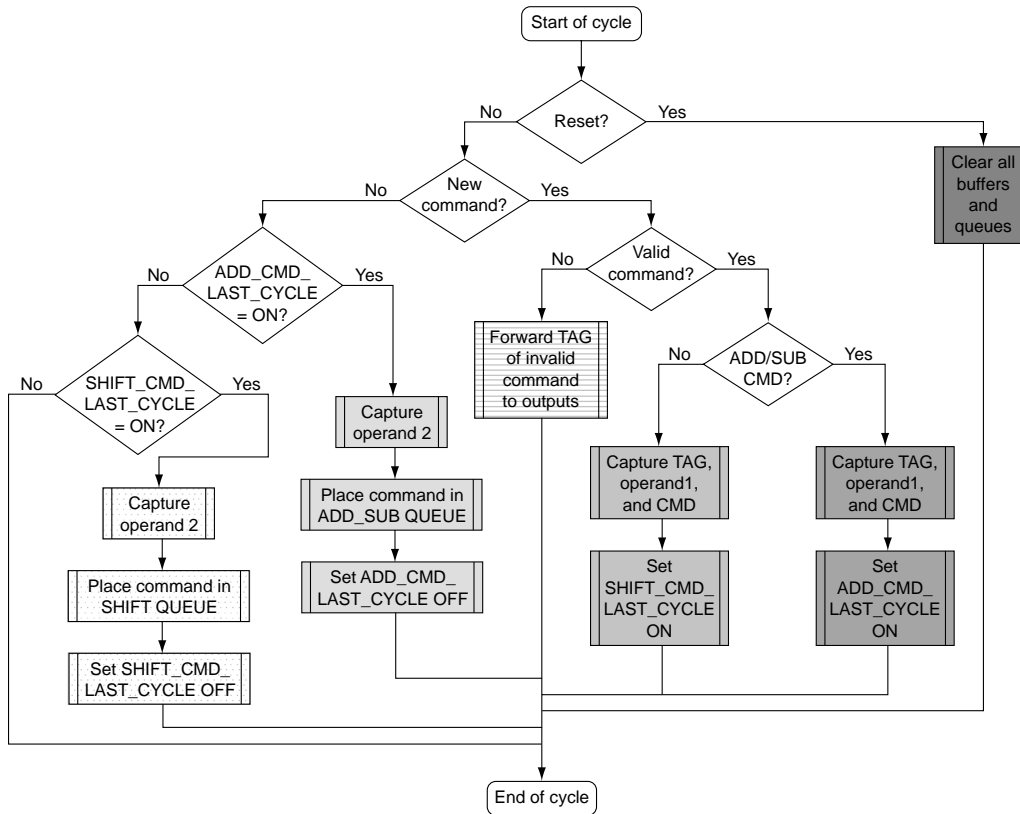 Start of cycle
No
Reset?
Yes
No
New
command?
Yes
Clear all
buffers
and
queues
No
ADD_CMD_
LAST_CYCLE
= ON?
Yes
No
Valid
command?
Yes
No
SHIFT_CMD_
LAST_CYCLE
= ON?
Yes
Forward TAG
of invalid
command
to outputs
No
ADD/SUB
CMD?
Yes
Capture
operand 2
Place command in
ADD_SUB QUEUE
Set ADD_CMD_
LAST_CYCLE OFF
Capture TAG,
operand1,
and CMD
Capture TAG,
operand1,
and CMD
Capture
operand 2
Place command in
SHIFT QUEUE
Set SHIFT_CMD_
LAST_CYCLE OFF
Set
SHIFT_CMD_
LAST_CYCLE
ON
Set
ADD_CMD_
LAST_CYCLE
ON
End of cycle